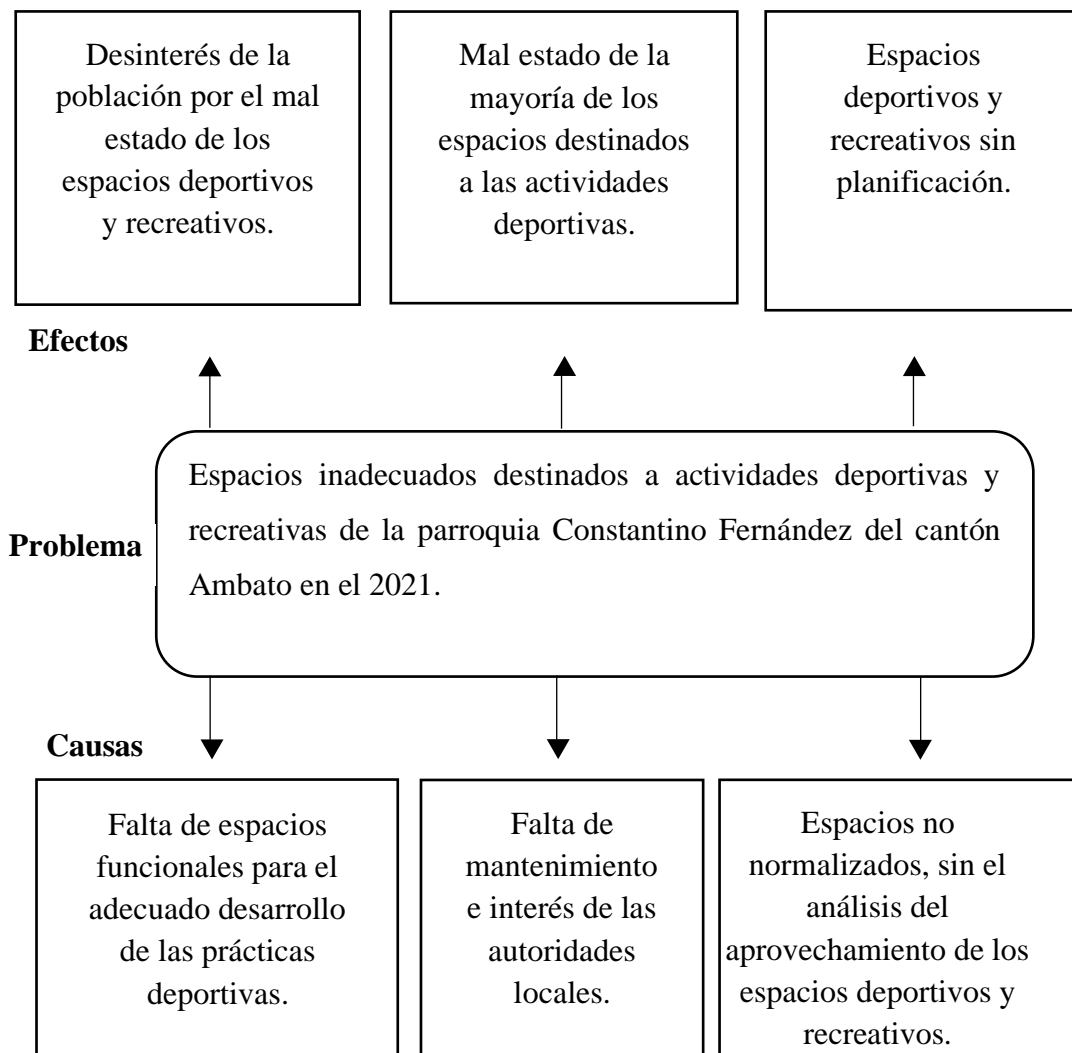 Desinterés de la
población por el mal
estado de los
espacios deportivos
y recreativos.
Mal estado de la
mayoría de los
espacios destinados
a las actividades
deportivas.
Espacios
deportivos y
recreativos sin
planificación.
Efectos
Problema
Espacios inadecuados destinados a actividades deportivas y
recreativas de la parroquia Constantino Fernández del cantón
Ambato en el 2021.
Causas
Falta de espacios
funcionales para el
adecuado desarrollo
de las prácticas
deportivas.
Falta de
mantenimiento
e interés de las
autoridades
locales.
Espacios no
normalizados, sin el
análisis del
aprovechamiento de los
espacios deportivos y
recreativos.